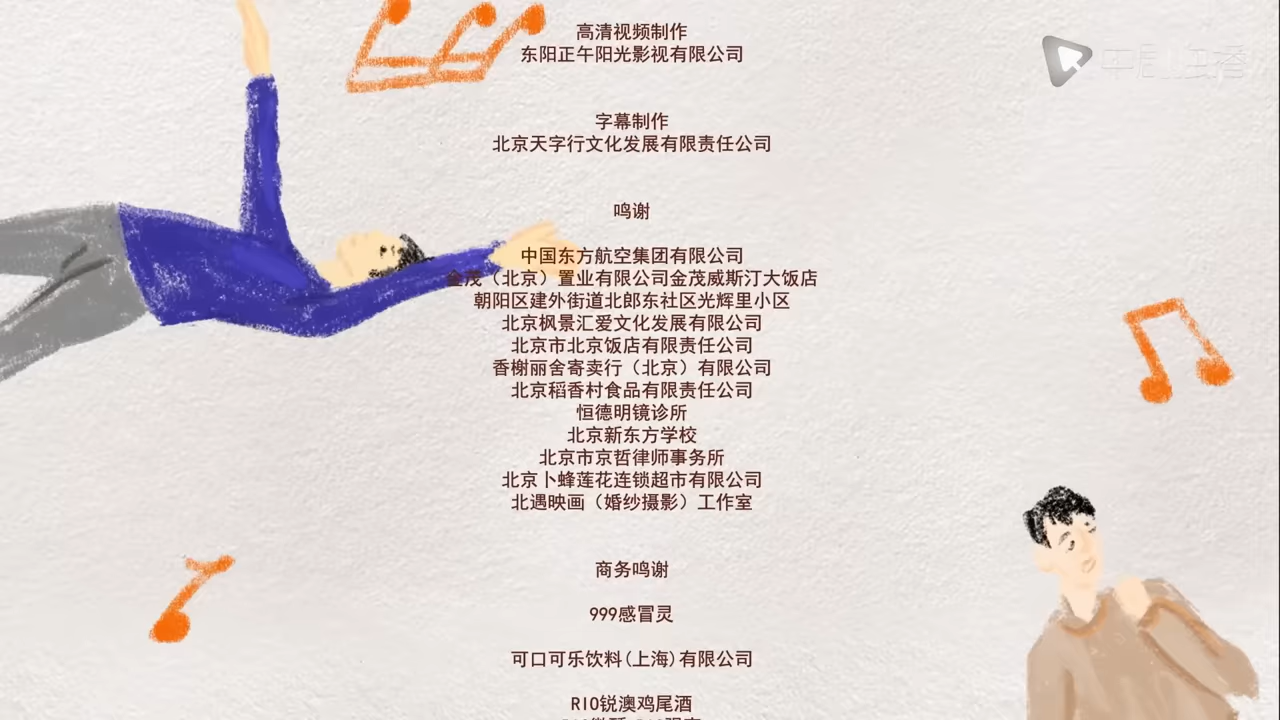 高清视频制作
东阳正午阳光影视有限公司
字幕制作
北京天字行文化发展有限责任公司
鸣谢
中国东方航空集团有限公司
金茂（北京）置业有限公司金茂威斯汀大饭店
朝阳区建外街道北郎东社区光辉里小区
北京枫景汇爱文化发展有限公司
北京市北京饭店有限责任公司
香榭丽舍寄卖行（北京）有限公司
北京稻香村食品有限责任公司
恒德明镜诊所
北京新东方学校
北京市京哲律师事务所
北京卜蜂莲花连锁超市有限公司
北遇映画（婚纱摄影）工作室
商务鸣谢
999感冒灵
可口可乐饮料(上海)有限公司
RIO锐澳鸡尾酒